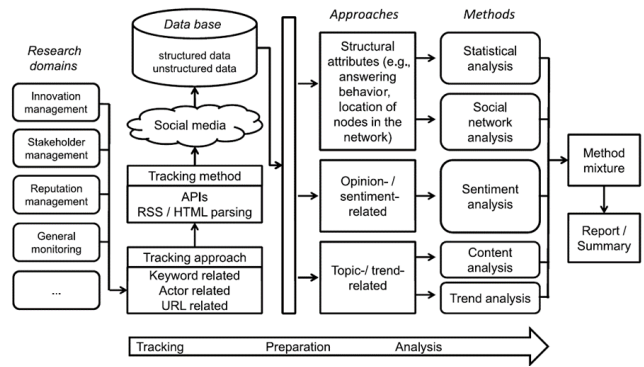 Research
domains
Innovation
management
Stakeholder
management
Reputation
management
General
monitoring
...
Data base
structured data
unstructured data
Social media
Tracking method
APIs
RSS / HTML parsing
Tracking approach
Keyword related
Actor related
URL related
Approaches
Structural
attributes (e.g.,
answering
behavior,
location of
nodes in the
network)
Opinion- /
sentiment-
related
Topic-/ trend-
related
Methods
Statistical
analysis
Social
network
analysis
Sentiment
analysis
Content
analysis
Trend analysis
Method
mixture
Report /
Summary
Tracking Preparation Analysis